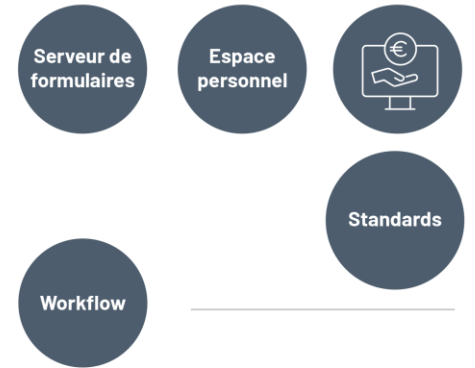 Serveur de
formulaires
Espace
personnel
€
Standards
Workflow